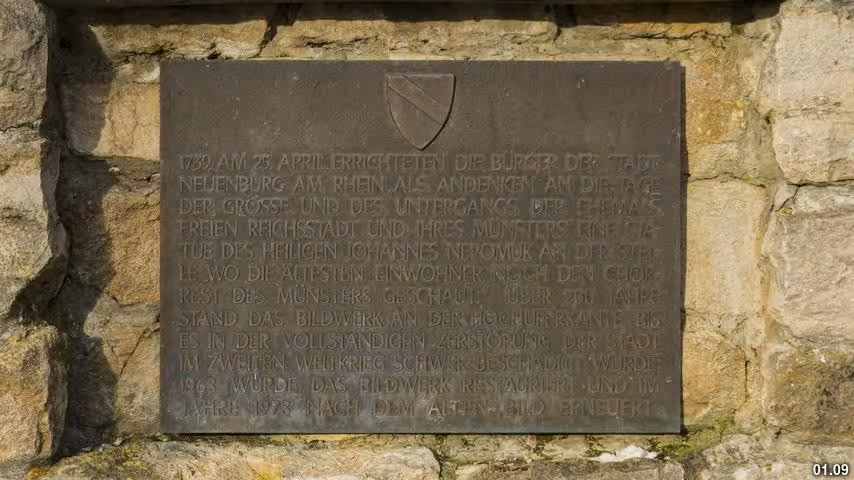 1739, AM 25. APRIL ERRICHTETEN DIE BÜRGER DER STADT
NEUENBURG AM RHEIN ALS ANDENKEN AN DIE TAGE
DER GRÖSSE UND DES UNTERGANGS DER EHEMALS
FREIEN REICHSSTADT UND IHRES MÜNSTERS EINE STA-
TUE DES HEILIGEN JOHANNES NEPOMUK AN DER STEL-
LE, WO DIE ÄLTESTEN EINWOHNER NOCH DEN CHOR-
REST DES MÜNSTERS GESCHAUT. ÜBER 200 JAHRE
STAND DAS BILDWERK AN DER HOCHUFERKANTE, BIS
ES IN DER VOLLSTÄNDIGEN ZERSTÖRUNG DER STADT
IM ZWEITEN WELTKRIEG SCHWER BESCHÄDIGT WURDE.
1968 WURDE DAS BILDWERK RESTAURIERT UND IM
JAHRE 1978 NACH DEM ALTEN BILD ERNEUERT.
01.09